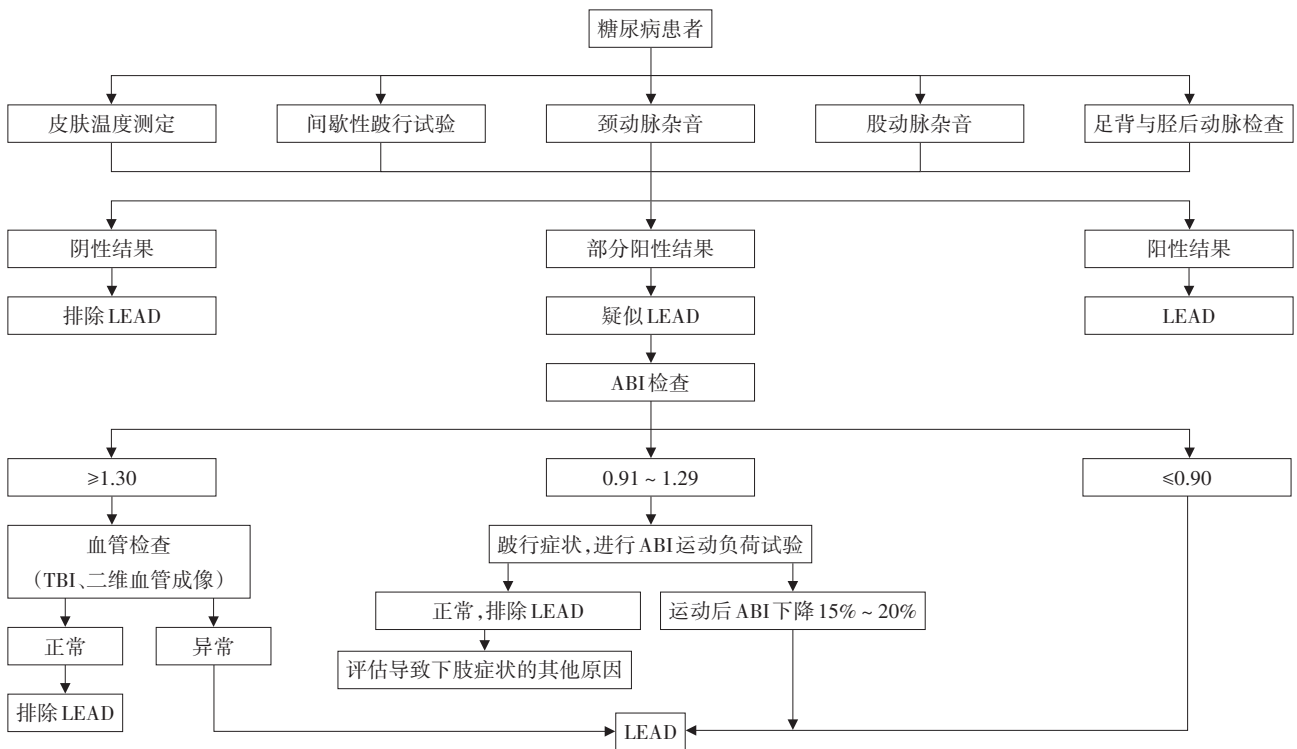 糖尿病患者
皮肤温度测定
间歇性跛行试验
颈动脉杂音
股动脉杂音
足背与胫后动脉检查
阴性结果
部分阳性结果
阳性结果
排除LEAD
疑似LEAD
LEAD
ABI检查
≥1.30
0.91~1.29
≤0.90
血管检查
（TBI、二维血管成像）
跛行症状,进行ABI运动负荷试验
正常
异常
正常,排除LEAD
运动后ABI下降15%~20%
评估导致下肢症状的其他原因
排除LEAD
LEAD